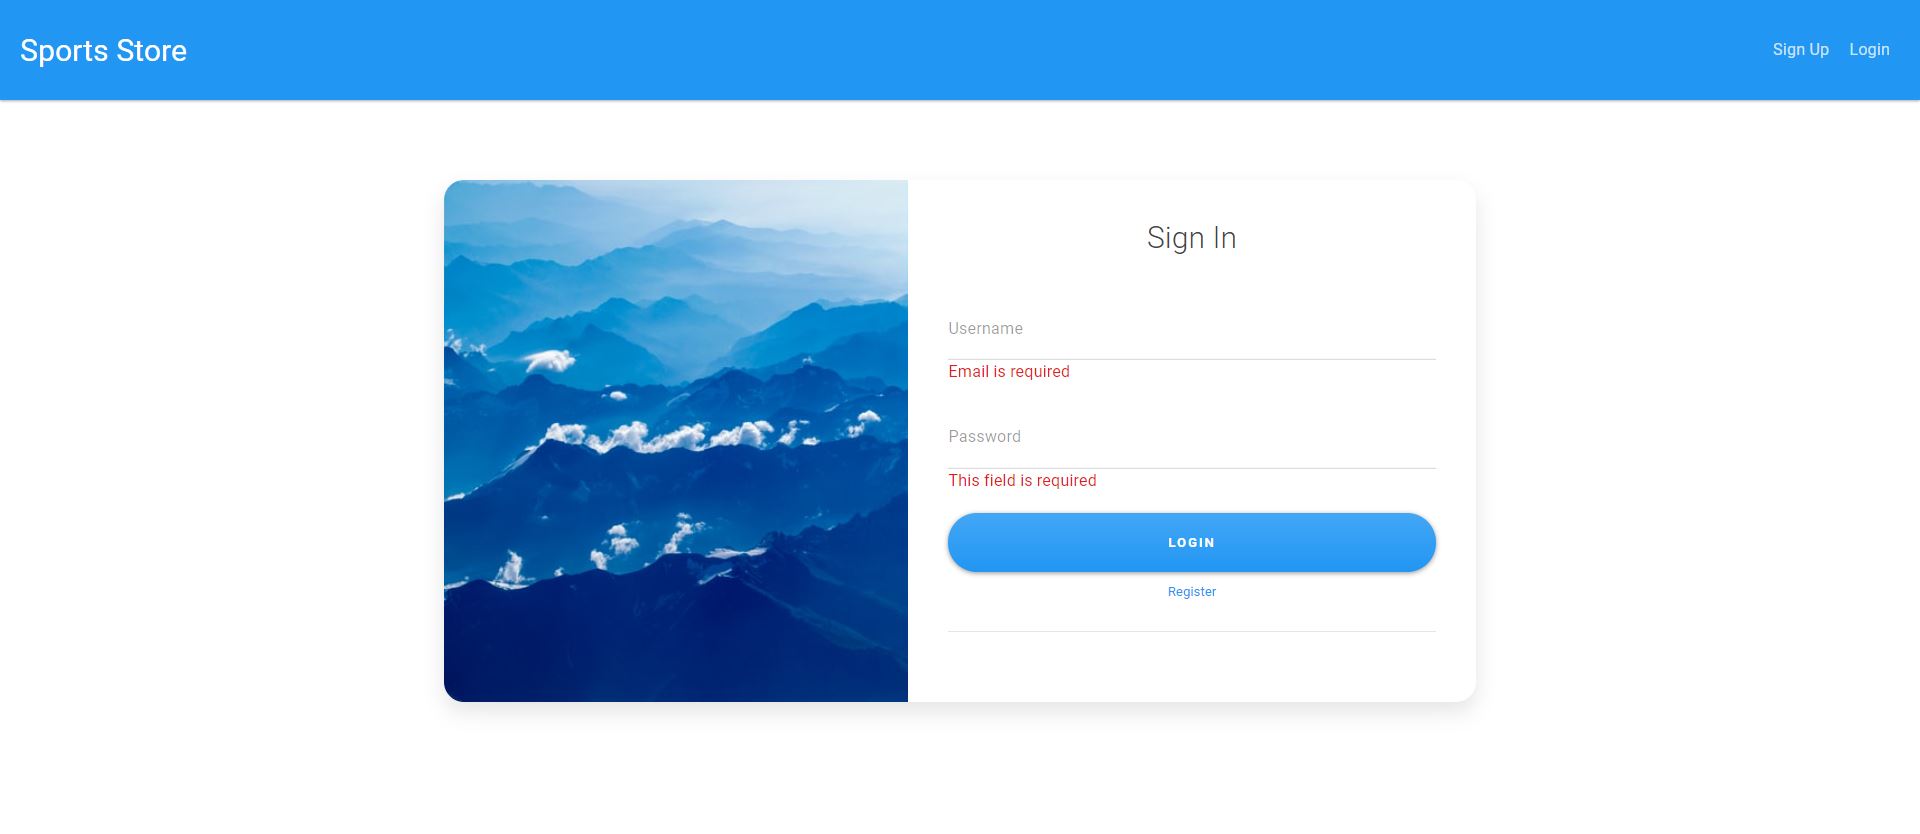 Sports Store
Sign Up
Login
Sign In
Username
Email is required
Password
This field is required
LOGIN
Register